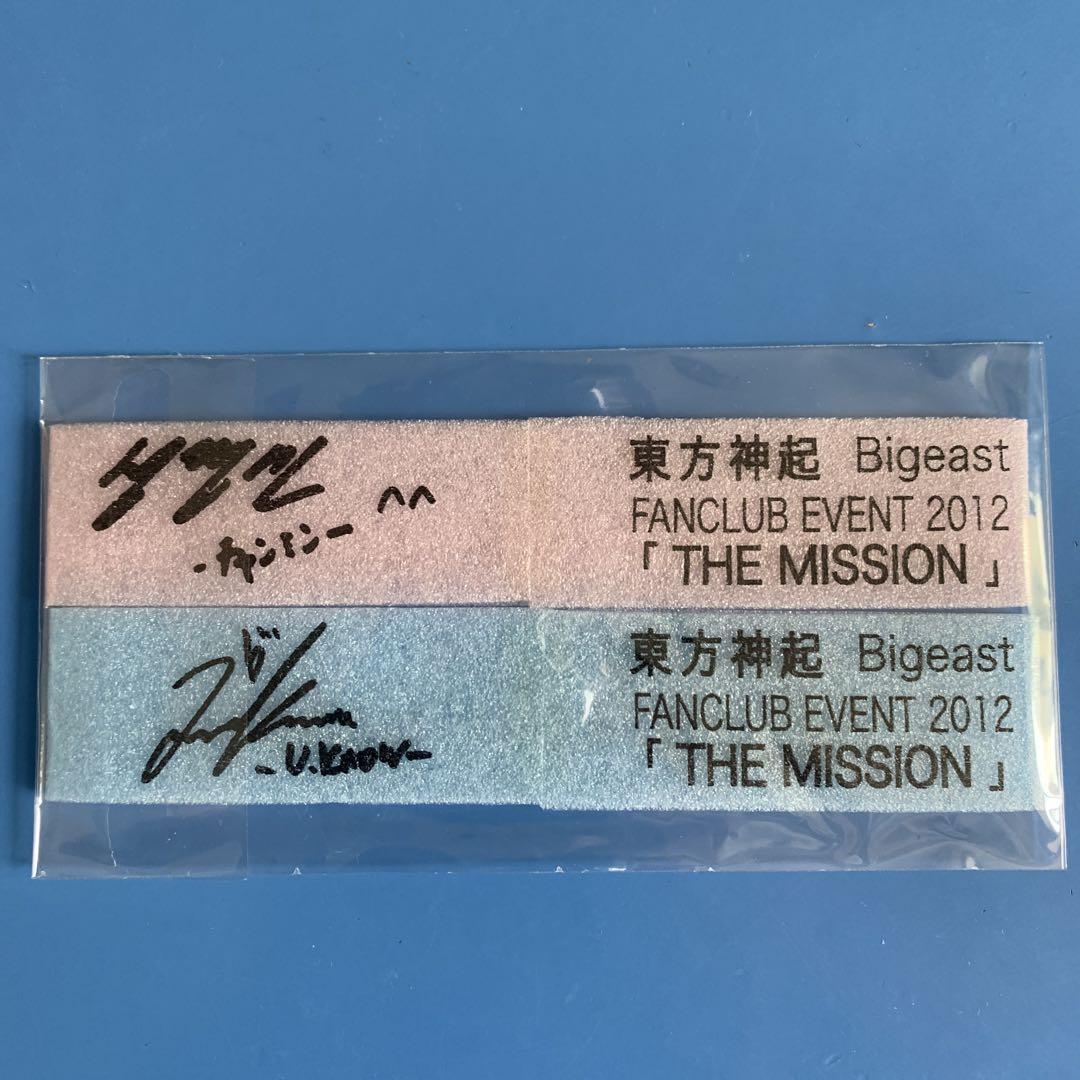 ^^
-チャンミン-
東方神起 Bigeast
FANCLUB EVENT 2012
「THE MISSION」
-U.KnoW-
東方神起 Bigeast
FANCLUB EVENT 2012
「THE MISSION」